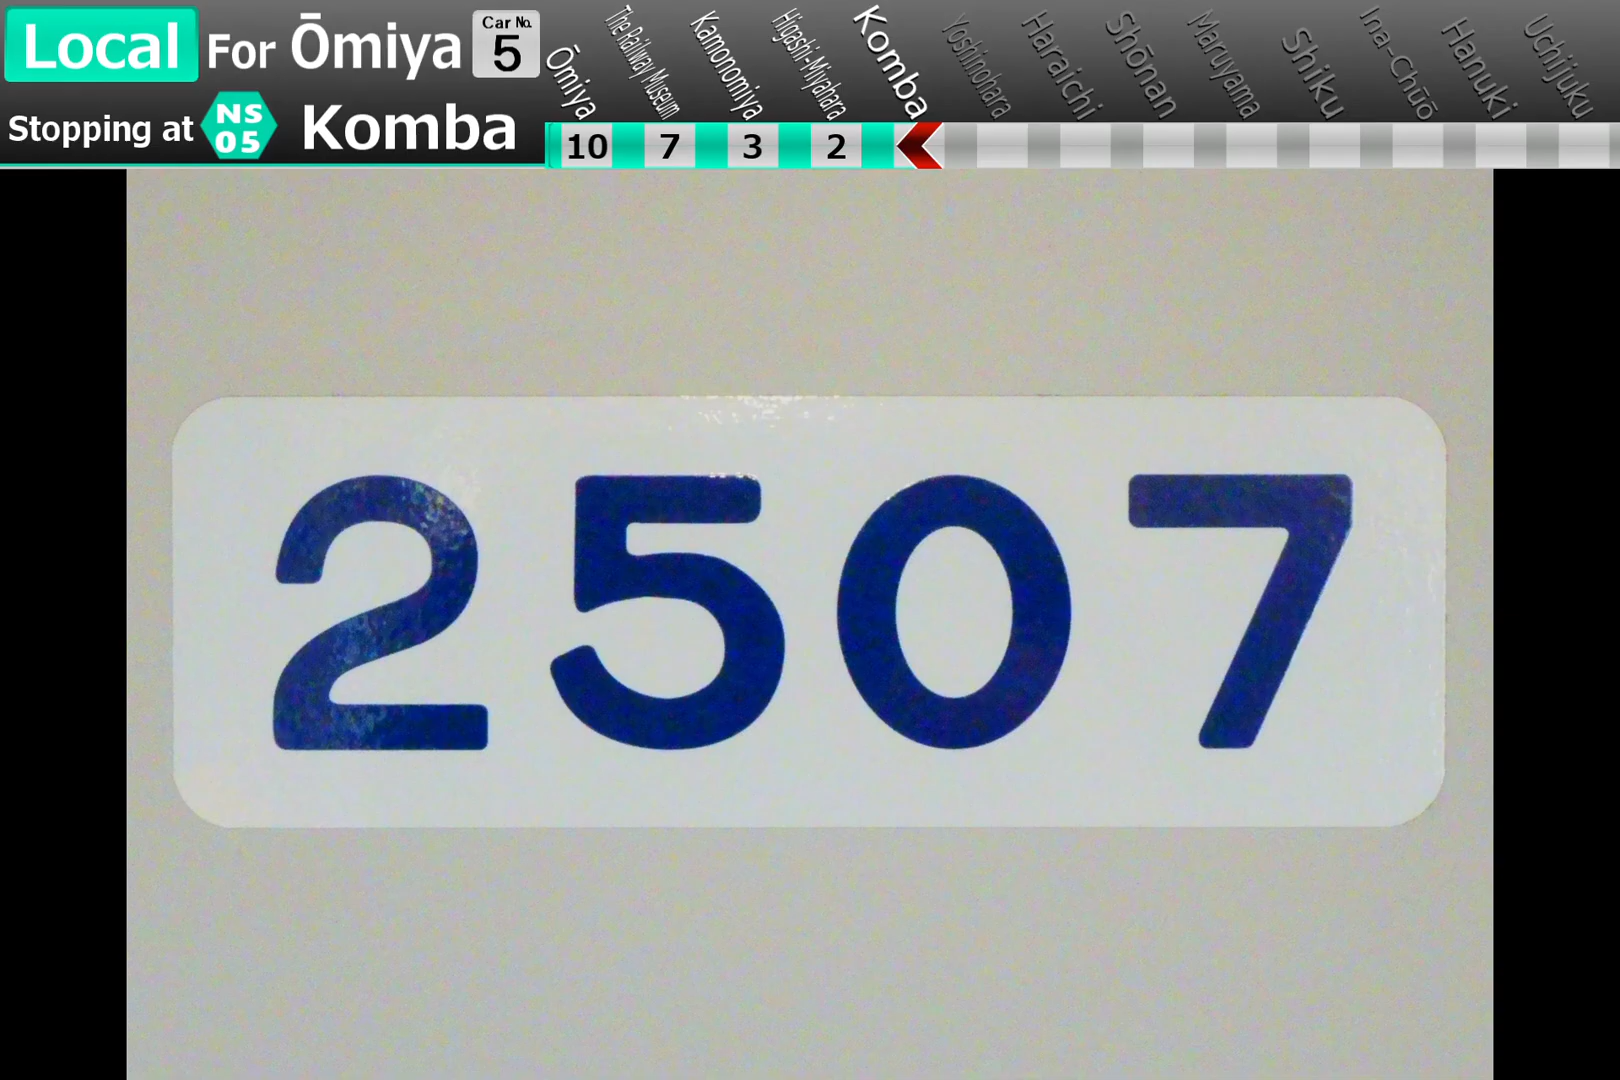 Local For Ōmiya Car No. 5
Stopping at NS 05 Komba
Ōmiya The Railway Museum Kamonomiya Higashi-Miyahara Komba Yoshinohara Haraichi Shōnan Maruyama Shiku Ina-Chūō Hanuki Uchijuku
10 7 3 2
2507